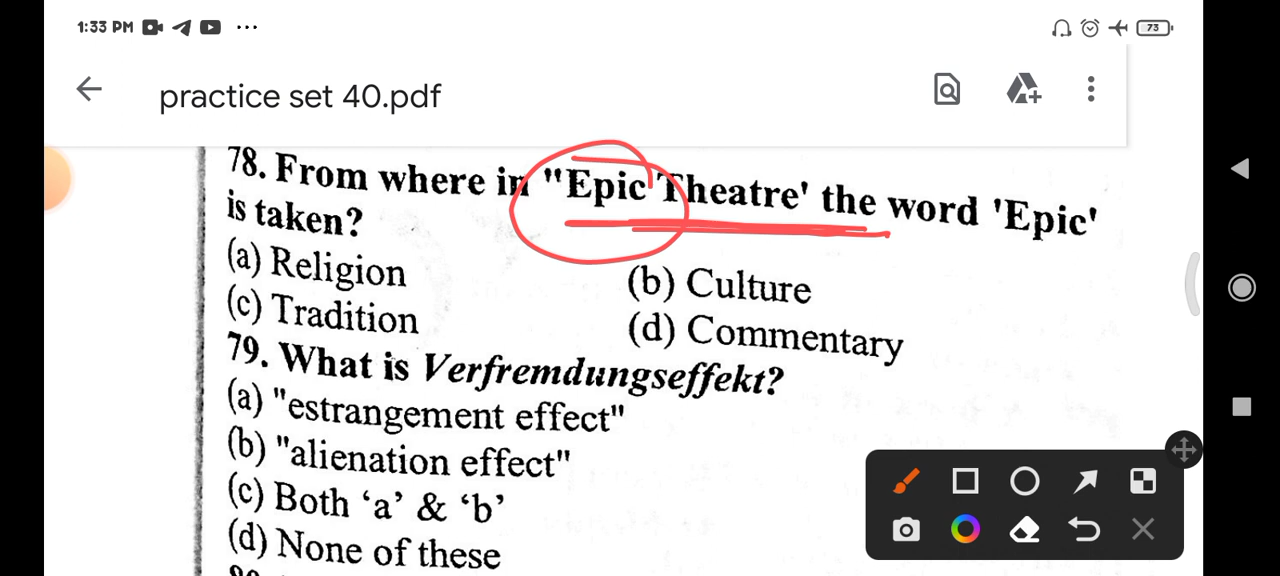 1:33 PM ... 73
practice set 40.pdf
78. From where in "Epic Theatre' the word 'Epic'
is taken?
(a) Religion (b) Culture
(c) Tradition (d) Commentary
79. What is Verfremdungseffekt?
(a) "estrangement effect"
(b) "alienation effect"
(c) Both ‘a’ & ‘b’
(d) None of these